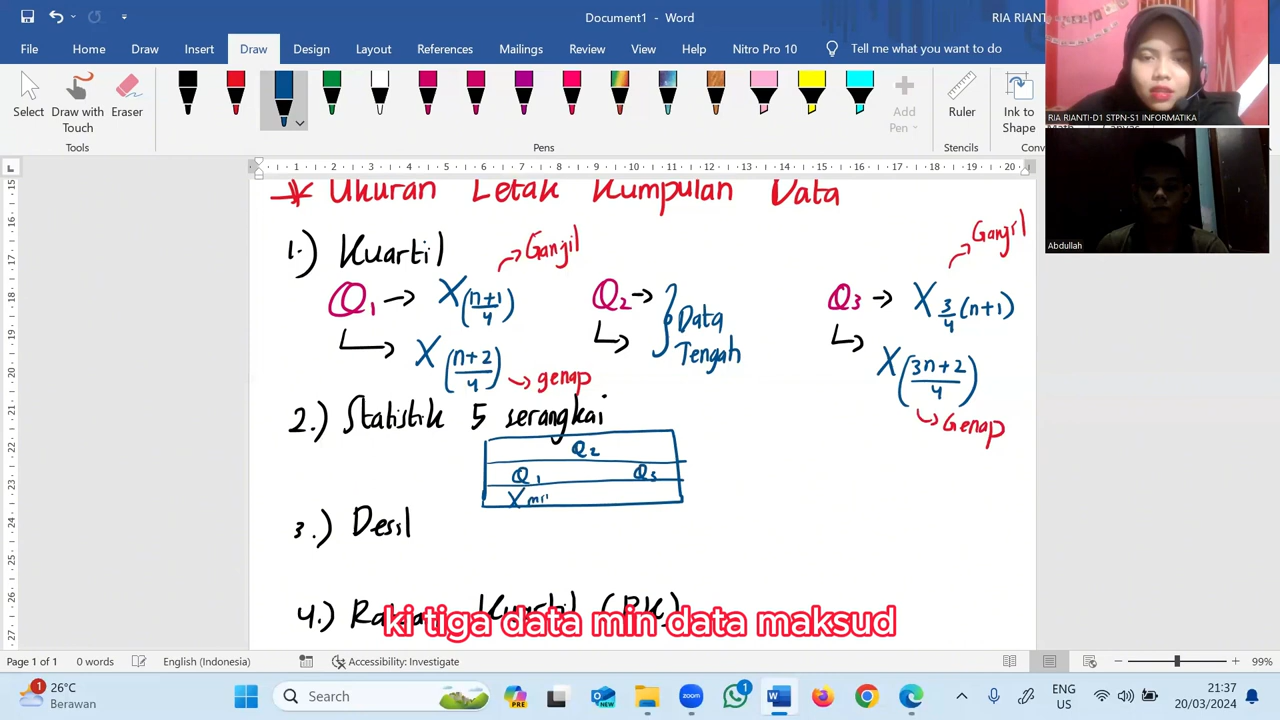 Document1 - Word
RIA RIANTI
File Home Draw Insert Draw Design Layout References Mailings Review View Help Nitro Pro 10 Tell me what you want to do
Select
Draw with Touch
Eraser
Add Pen
Ruler
Ink to Shape
Tools
Pens
Stencils
RIA RIANTI-D1 STPN-S1 INFORMATIKA
Abdullah
* Ukuran Letak Kumpulan Data
1.) Kuartil
Q1 → X(n+1/4) → Ganjil
→ X(n+2/4) → genap
Q2 → } Data Tengah
Q3 → X 3/4 (n+1) → Ganjil
→ X(3n+2/4) → Genap
2.) Statistik 5 serangkai
Q2
Q1 Q3
X
3.) Desil
4.) Kuartil (RK)
ki tiga data min data maksud
Page 1 of 1 0 words English (Indonesia) Accessibility: Investigate 99%
26°C
Berawan
Search
ENG
US
21:37
20/03/2024